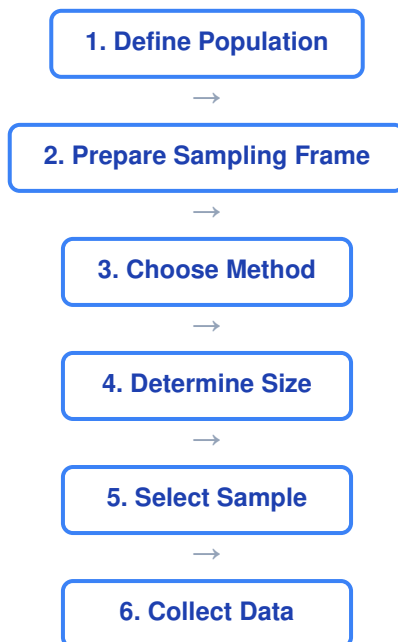 1. Define Population
→
2. Prepare Sampling Frame
→
3. Choose Method
→
4. Determine Size
→
5. Select Sample
→
6. Collect Data